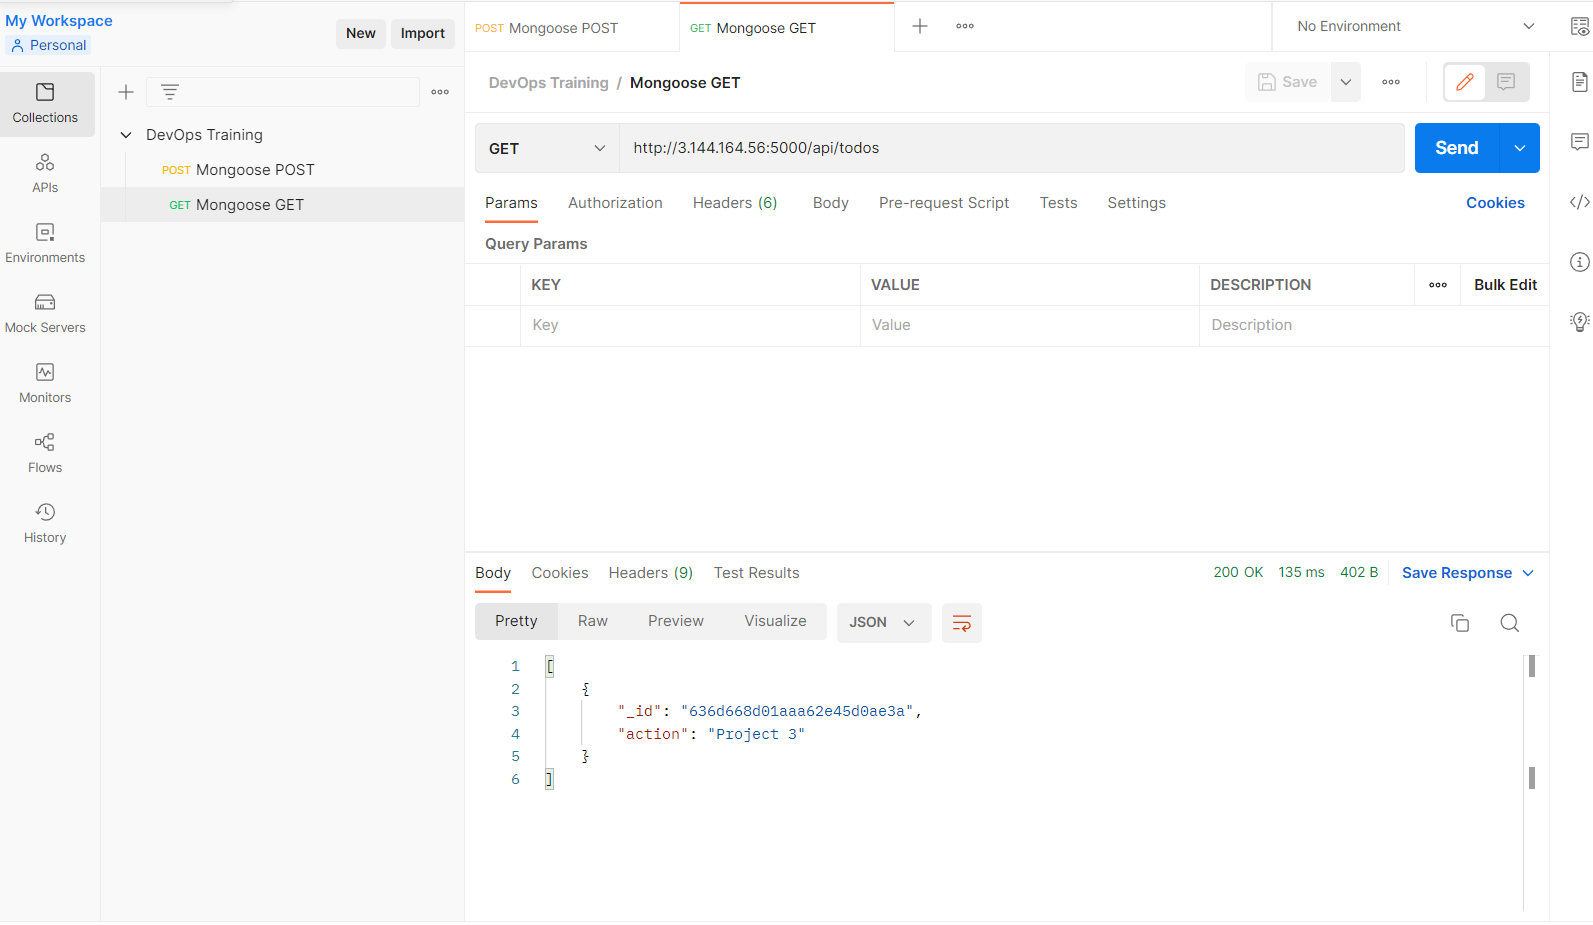 My Workspace
Personal
New
Import
Collections
APIs
Environments
Mock Servers
Monitors
Flows
History
DevOps Training
POST Mongoose POST
GET Mongoose GET
POST Mongoose POST
GET Mongoose GET
No Environment
DevOps Training / Mongoose GET
Save
GET
http://3.144.164.56:5000/api/todos
Send
Params Authorization Headers (6) Body Pre-request Script Tests Settings
Cookies
Query Params
KEY VALUE DESCRIPTION Bulk Edit
Key Value Description
Body Cookies Headers (9) Test Results
200 OK 135 ms 402 B Save Response
Pretty Raw Preview Visualize JSON
1 [
2 {
3 "_id": "636d668d01aaa62e45d0ae3a",
4 "action": "Project 3"
5 }
6 ]